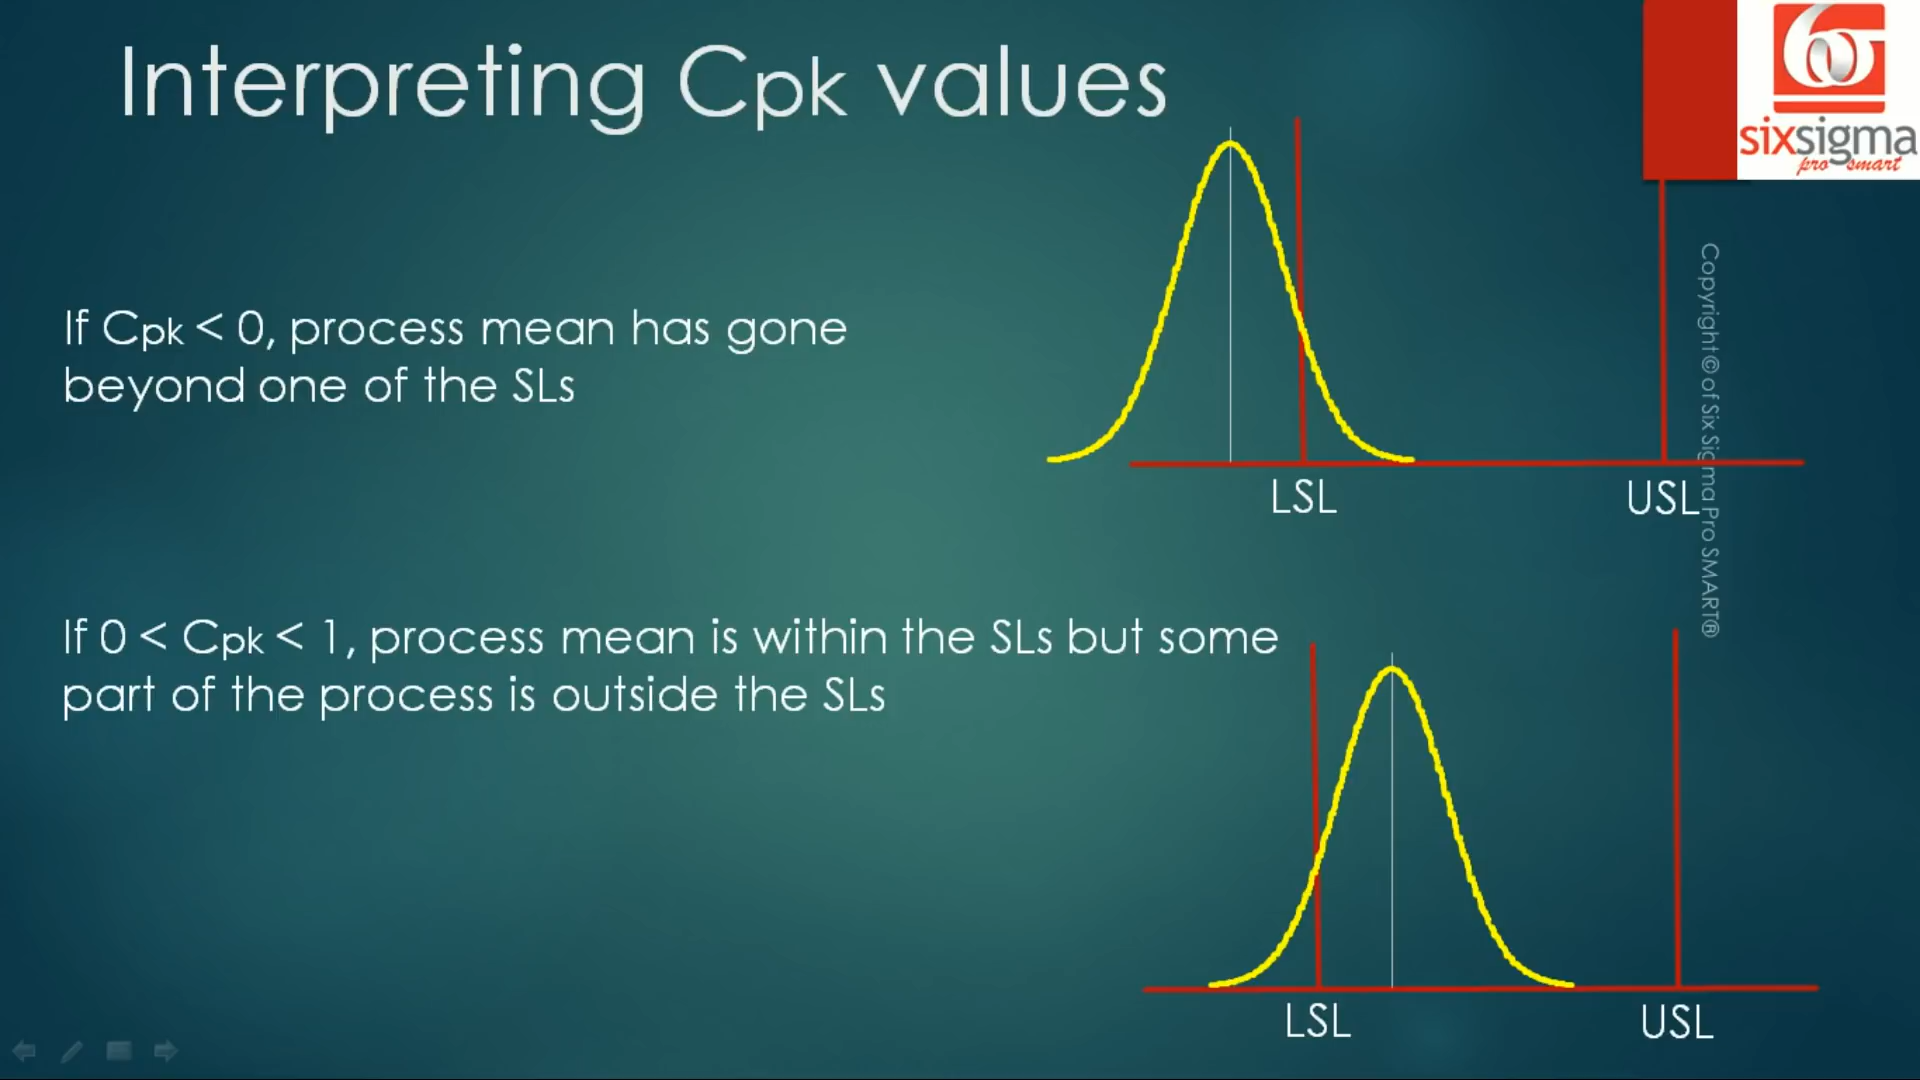 Interpreting Cpk values
sixsigma
pro smart
If Cpk < 0, process mean has gone
beyond one of the SLs
LSL
USL
Copyright© of Six Sigma Pro SMART®
If 0 < Cpk < 1, process mean is within the SLs but some
part of the process is outside the SLs
LSL
USL